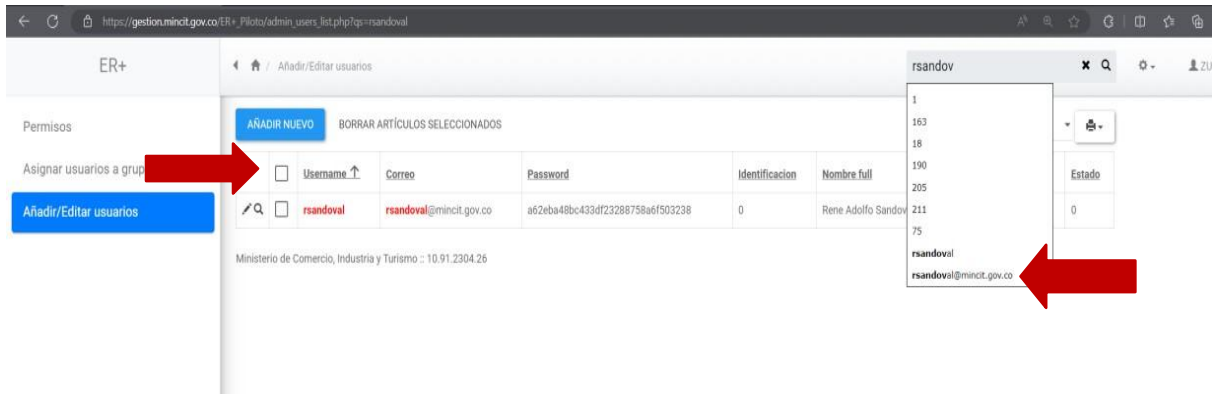 https://gestion.mincit.gov.co/ER+_Piloto/admin_users_list.php?qs=rsandoval
ER+
Añadir/Editar usuarios
rsandov
ZU
Permisos
Asignar usuarios a grup
Añadir/Editar usuarios
AÑADIR NUEVO BORRAR ARTÍCULOS SELECCIONADOS
Username Correo Password Identificacion Nombre full Estado
rsandoval rsandoval@mincit.gov.co a62eba48bc433df23288758a6f503238 0 Rene Adolfo Sandov 0
1
163
18
190
205
211
75
rsandoval
rsandoval@mincit.gov.co
Ministerio de Comercio, Industria y Turismo :: 10.91.2304.26